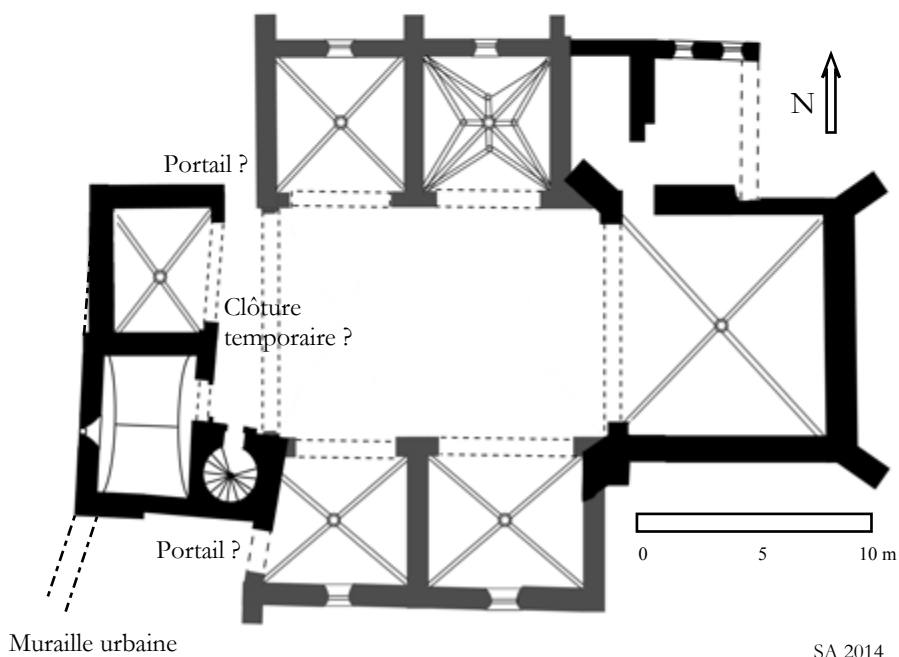 N
Portail ?
Clôture
temporaire ?
Portail ?
0 5 10 m
Muraille urbaine
SA 2014